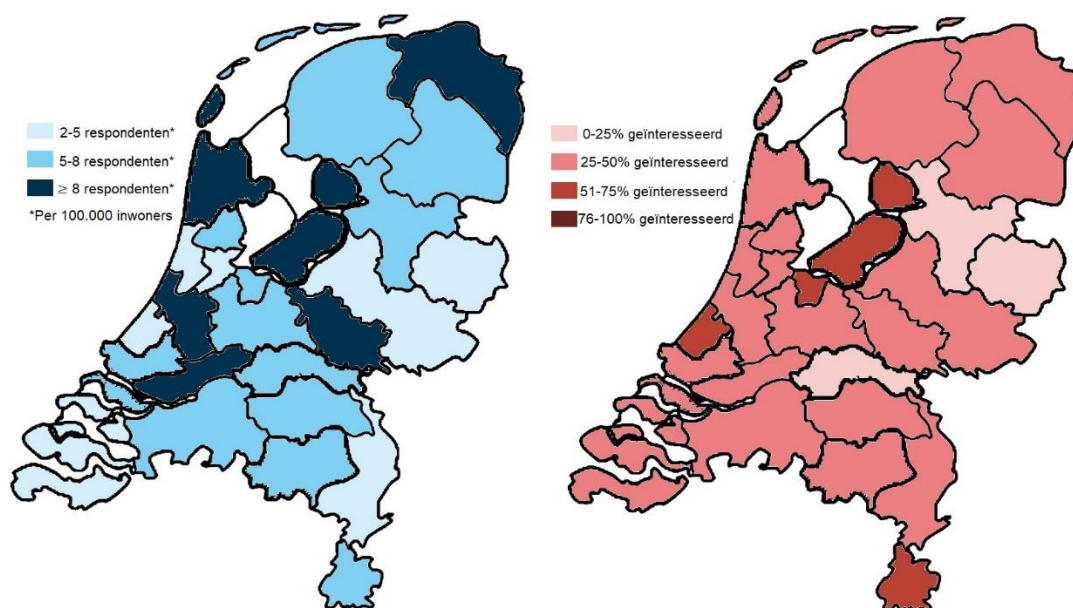 2-5 respondenten*
5-8 respondenten*
≥ 8 respondenten*
*Per 100.000 inwoners
0-25% geïnteresseerd
25-50% geïnteresseerd
51-75% geïnteresseerd
76-100% geïnteresseerd